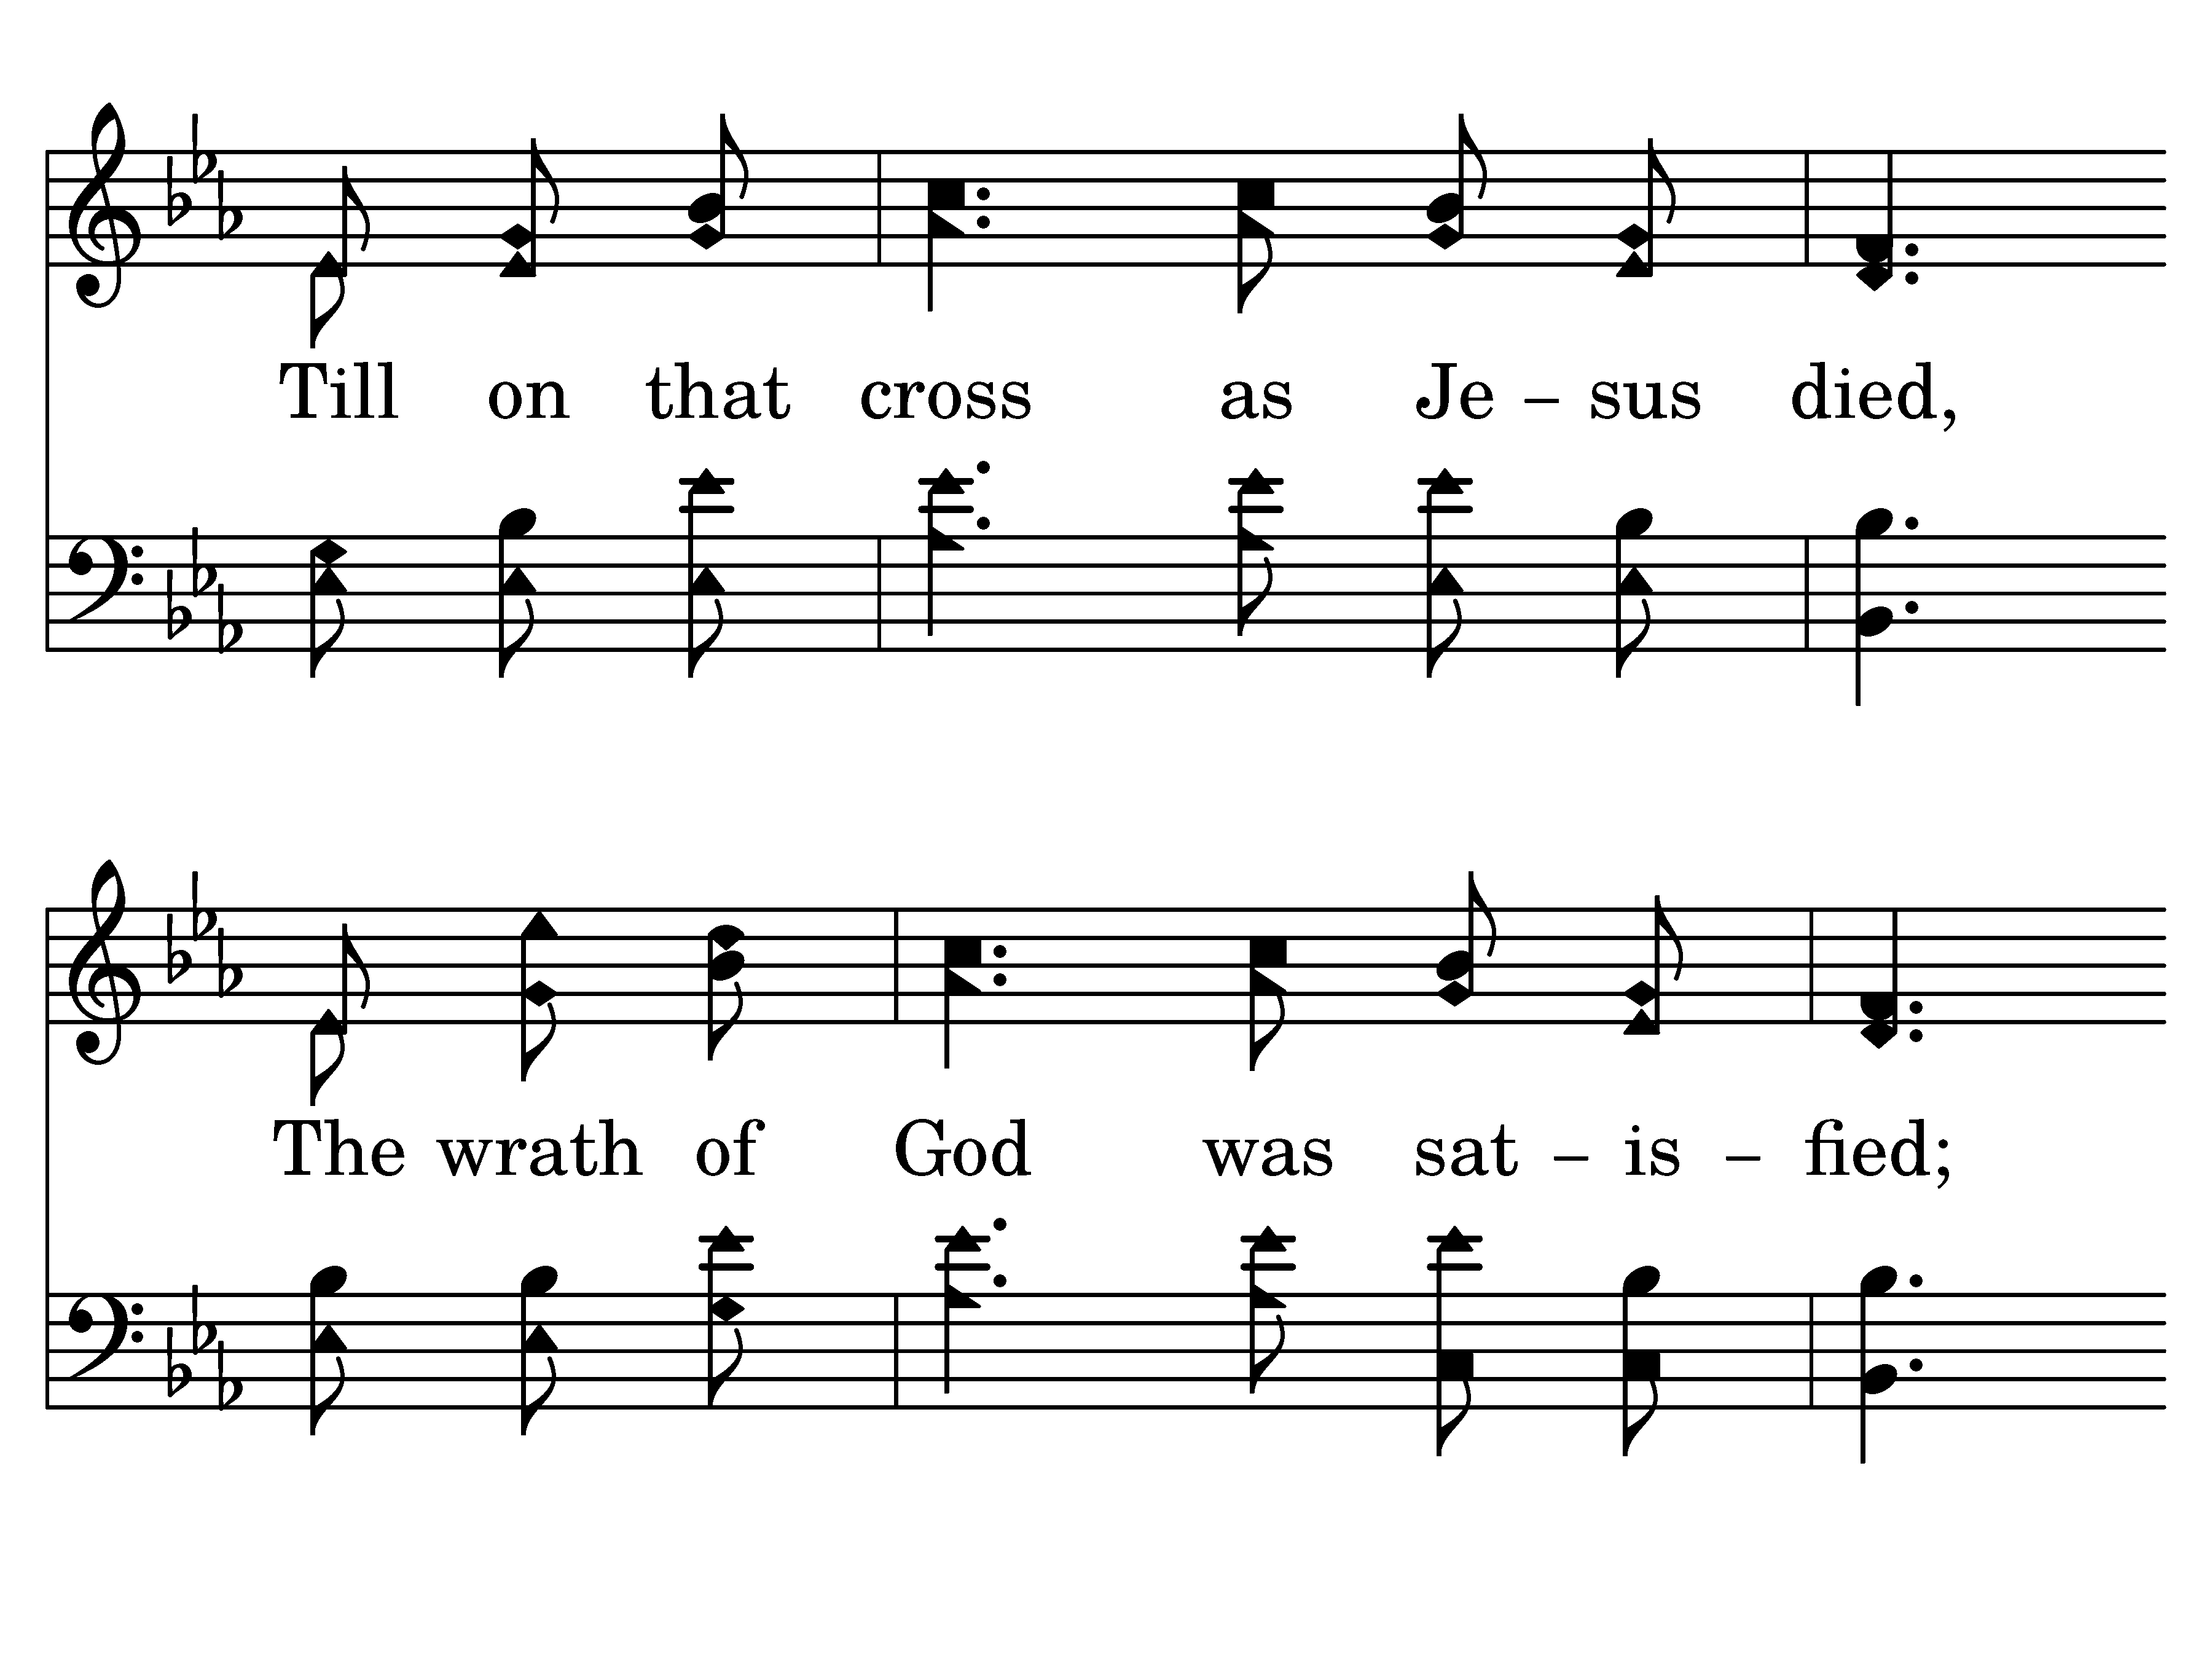 Till on that cross as Je – sus died,
The wrath of God was sat – is – fied;